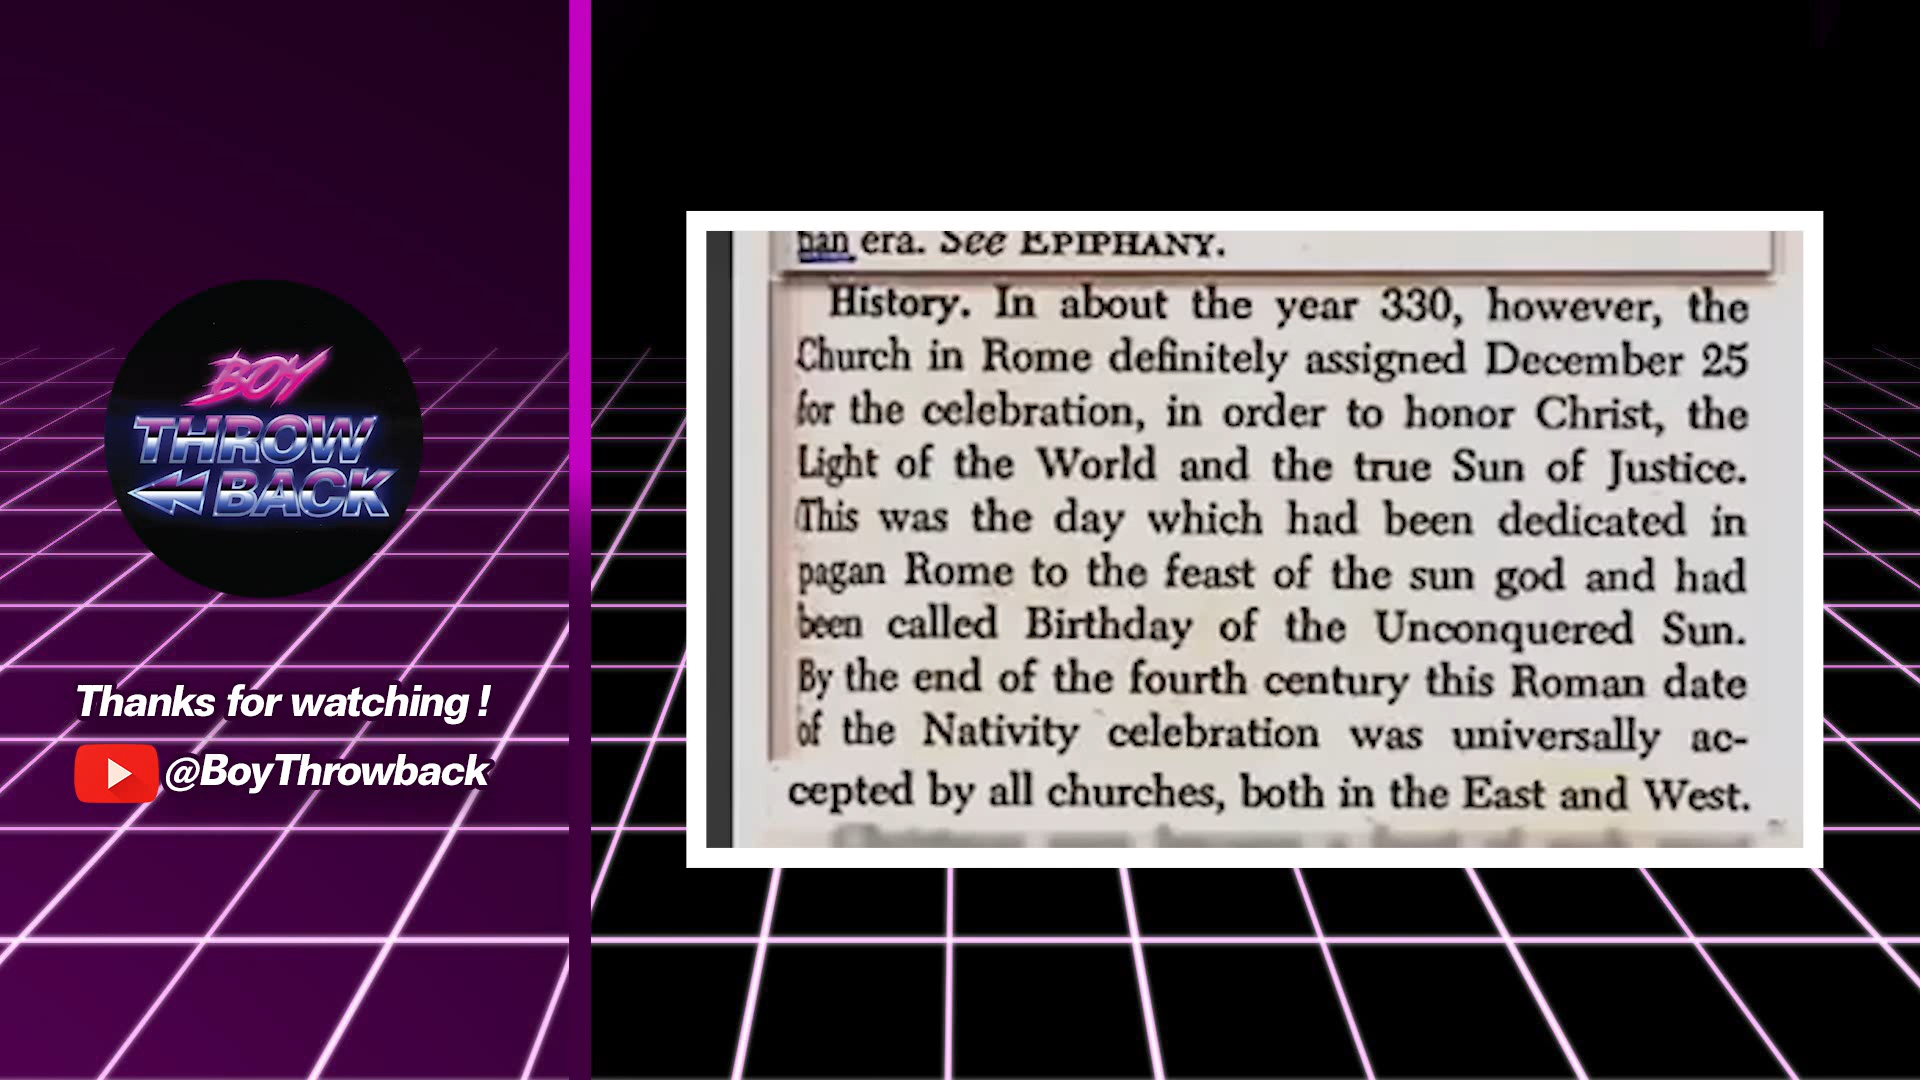 BOY
THROW
BACK
Thanks for watching !
@BoyThrowback
era. See EPIPHANY.
History. In about the year 330, however, the
Church in Rome definitely assigned December 25
for the celebration, in order to honor Christ, the
Light of the World and the true Sun of Justice.
This was the day which had been dedicated in
pagan Rome to the feast of the sun god and had
been called Birthday of the Unconquered Sun.
By the end of the fourth century this Roman date
of the Nativity celebration was universally ac-
cepted by all churches, both in the East and West.